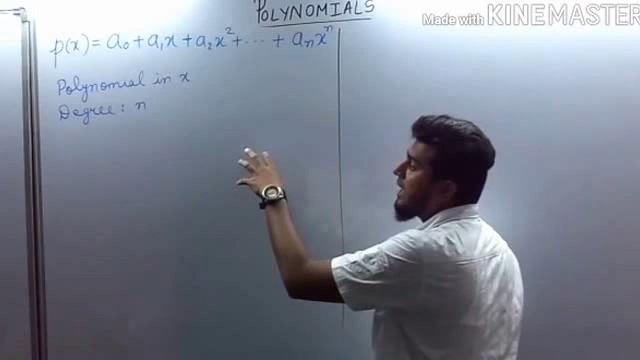 POLYNOMIALS
Made with KINEMASTER
p(x) = a₀ + a₁x + a₂x² + ··· + aₙxⁿ
Polynomial in x
Degree : n